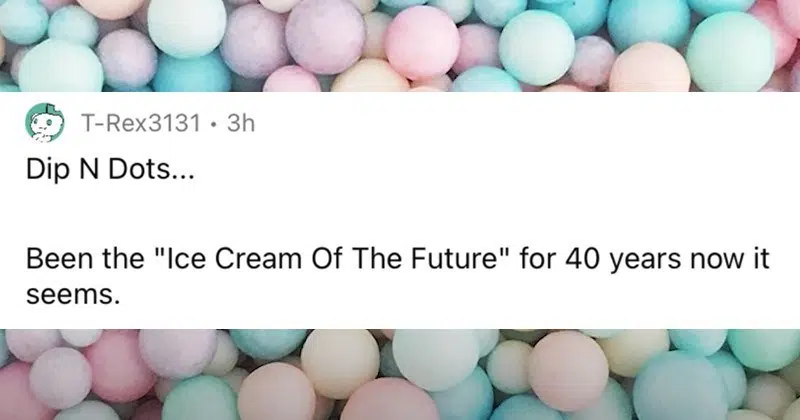 T-Rex3131 • 3h
Dip N Dots...
Been the "Ice Cream Of The Future" for 40 years now it
seems.